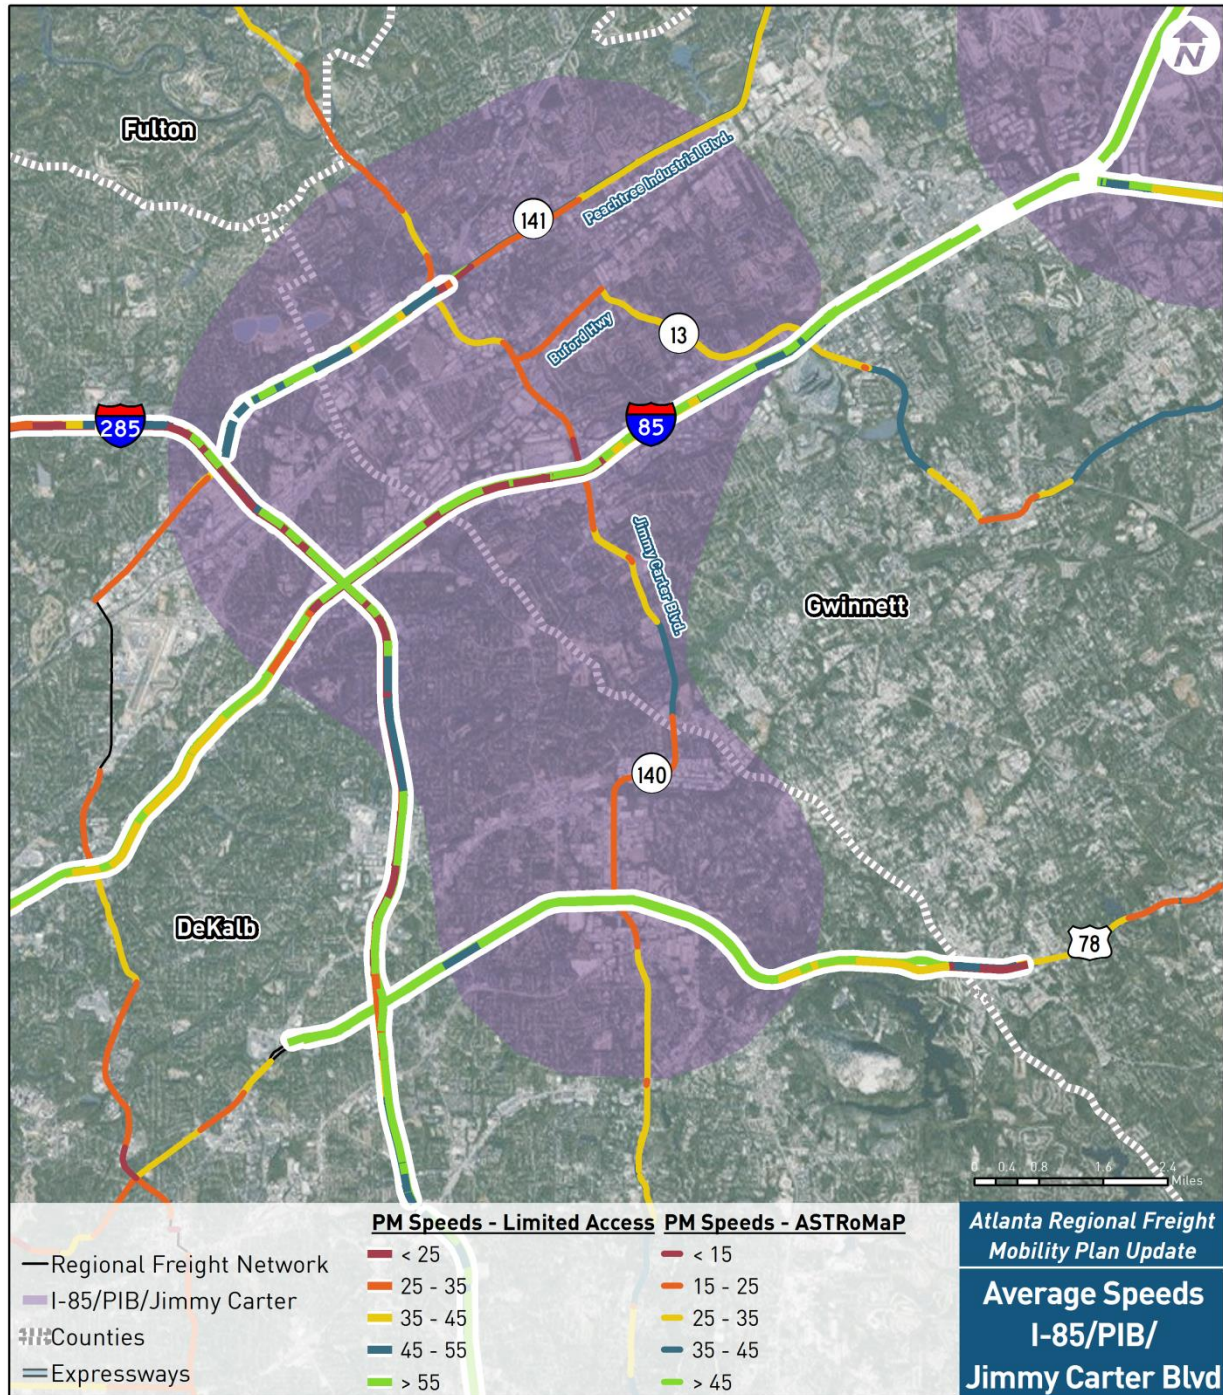 N
Fulton
141
Peachtree Industrial Blvd.
Buford Hwy
13
285
85
Jimmy Carter Blvd.
Gwinnett
140
DeKalb
78
0 0.4 0.8 1.6 2.4
Miles
Regional Freight Network
I-85/PIB/Jimmy Carter
Counties
Expressways
PM Speeds - Limited Access
< 25
25 - 35
35 - 45
45 - 55
> 55
PM Speeds - ASTRoMaP
< 15
15 - 25
25 - 35
35 - 45
> 45
Atlanta Regional Freight
Mobility Plan Update
Average Speeds
I-85/PIB/
Jimmy Carter Blvd